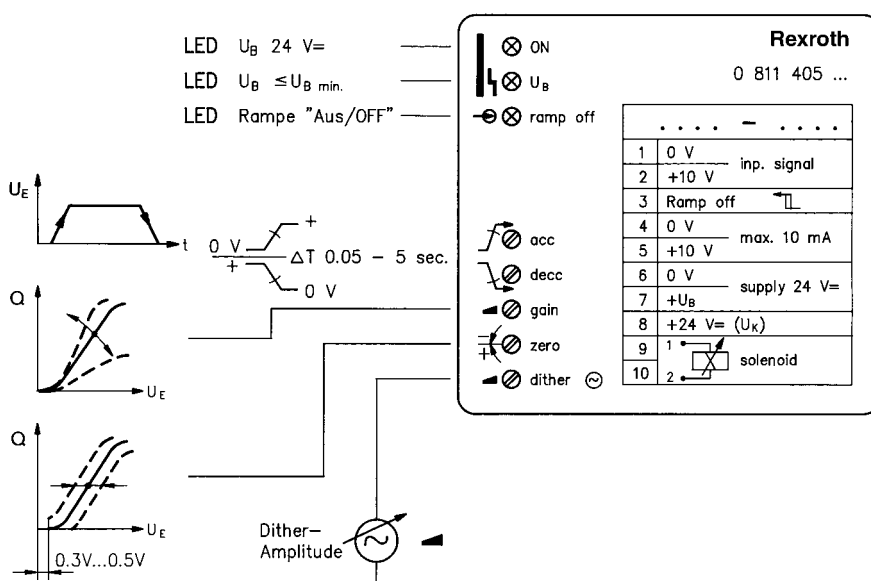 LED U_B 24 V=
LED U_B ≤U_B min.
LED Rampe "Aus/OFF"
ON
U_B
ramp off
Rexroth
0 811 405 ...
. . . . – . . . .
1 0 V
2 +10 V
inp. signal
3 Ramp off
4 0 V
5 +10 V
max. 10 mA
6 0 V
7 +U_B
supply 24 V=
8 +24 V= (U_K)
9 1
10 2
solenoid
U_E
t
0 V
+
ΔT 0.05 – 5 sec.
+
0 V
acc
decc
gain
zero
dither
Q
U_E
Q
U_E
0.3V...0.5V
Dither–
Amplitude